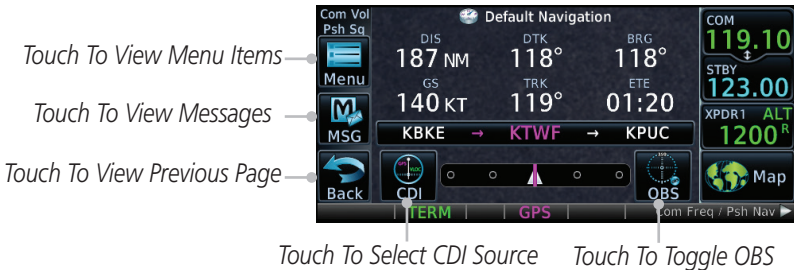 Com Vol
Psh Sq
Default Navigation
COM
119.10
STBY
123.00
XPDR1 ALT
1200 R
Map
Menu
MSG
Back
DIS
187 NM
DTK
118°
BRG
118°
GS
140 KT
TRK
119°
ETE
01:20
KBKE → KTWF → KPUC
GPS
VLOC
CDI
OBS
TERM
GPS
Com Freq / Psh Nav
Touch To View Menu Items
Touch To View Messages
Touch To View Previous Page
Touch To Select CDI Source
Touch To Toggle OBS